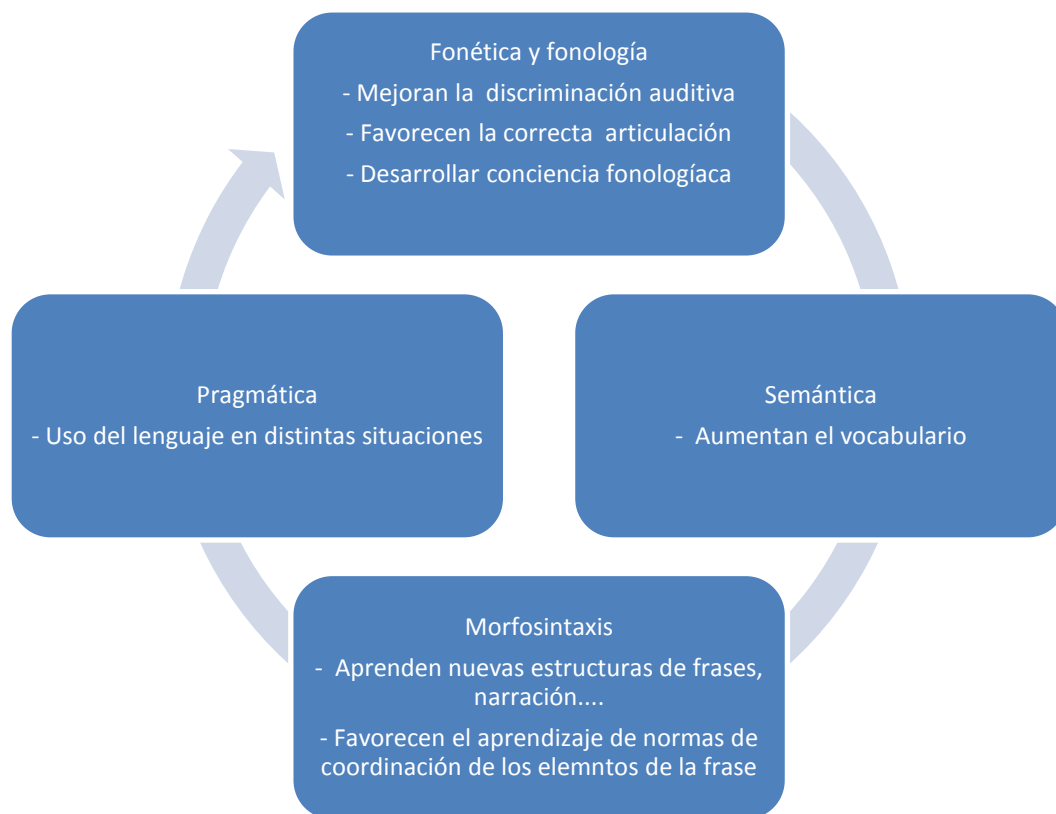 Fonética y fonología
- Mejoran la discriminación auditiva
- Favorecen la correcta articulación
- Desarrollar conciencia fonologíaca
Pragmática
- Uso del lenguaje en distintas situaciones
Semántica
- Aumentan el vocabulario
Morfosintaxis
- Aprenden nuevas estructuras de frases,
narración....
- Favorecen el aprendizaje de normas de
coordinación de los elemntos de la frase